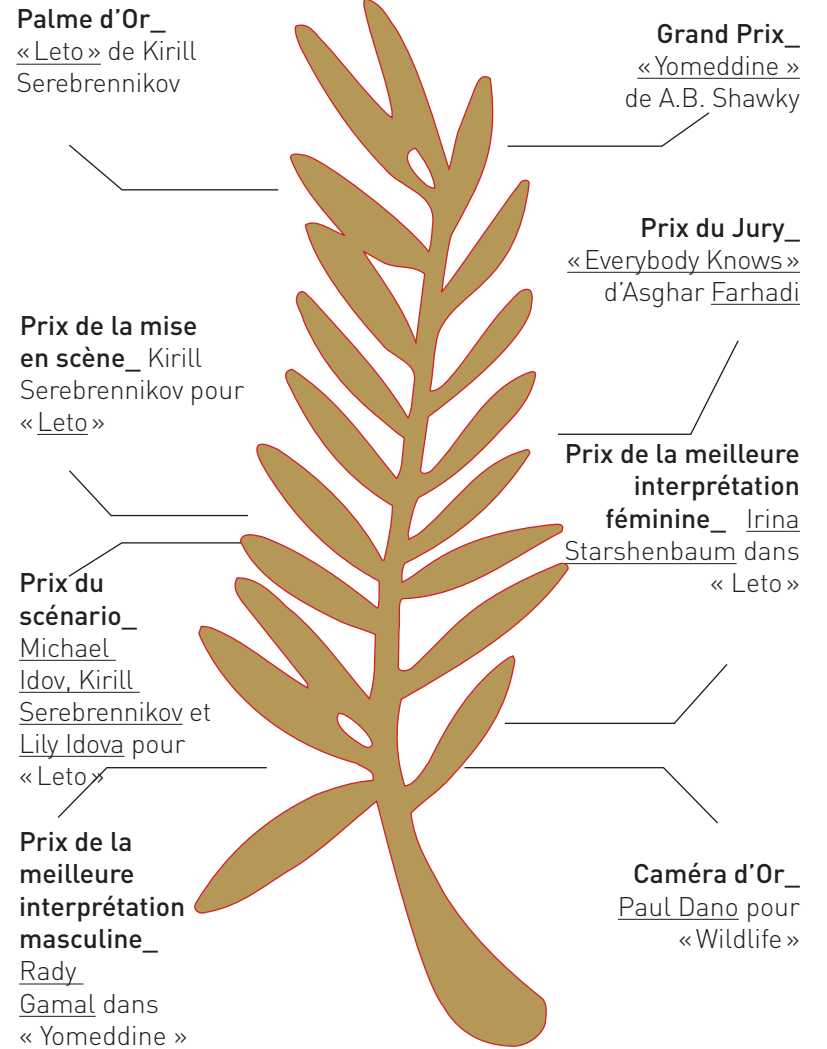 Palme d’Or_
« Leto » de Kirill
Serebrennikov
Grand Prix_
« Yomeddine »
de A.B. Shawky
Prix du Jury_
« Everybody Knows »
d’Asghar Farhadi
Prix de la mise
en scène_ Kirill
Serebrennikov pour
« Leto »
Prix de la meilleure
interprétation
féminine_ Irina
Starshenbaum dans
« Leto »
Prix du
scénario_
Michael
Idov, Kirill
Serebrennikov et
Lily Idova pour
« Leto »
Prix de la
meilleure
interprétation
masculine_
Rady
Gamal dans
« Yomeddine »
Caméra d’Or_
Paul Dano pour
« Wildlife »